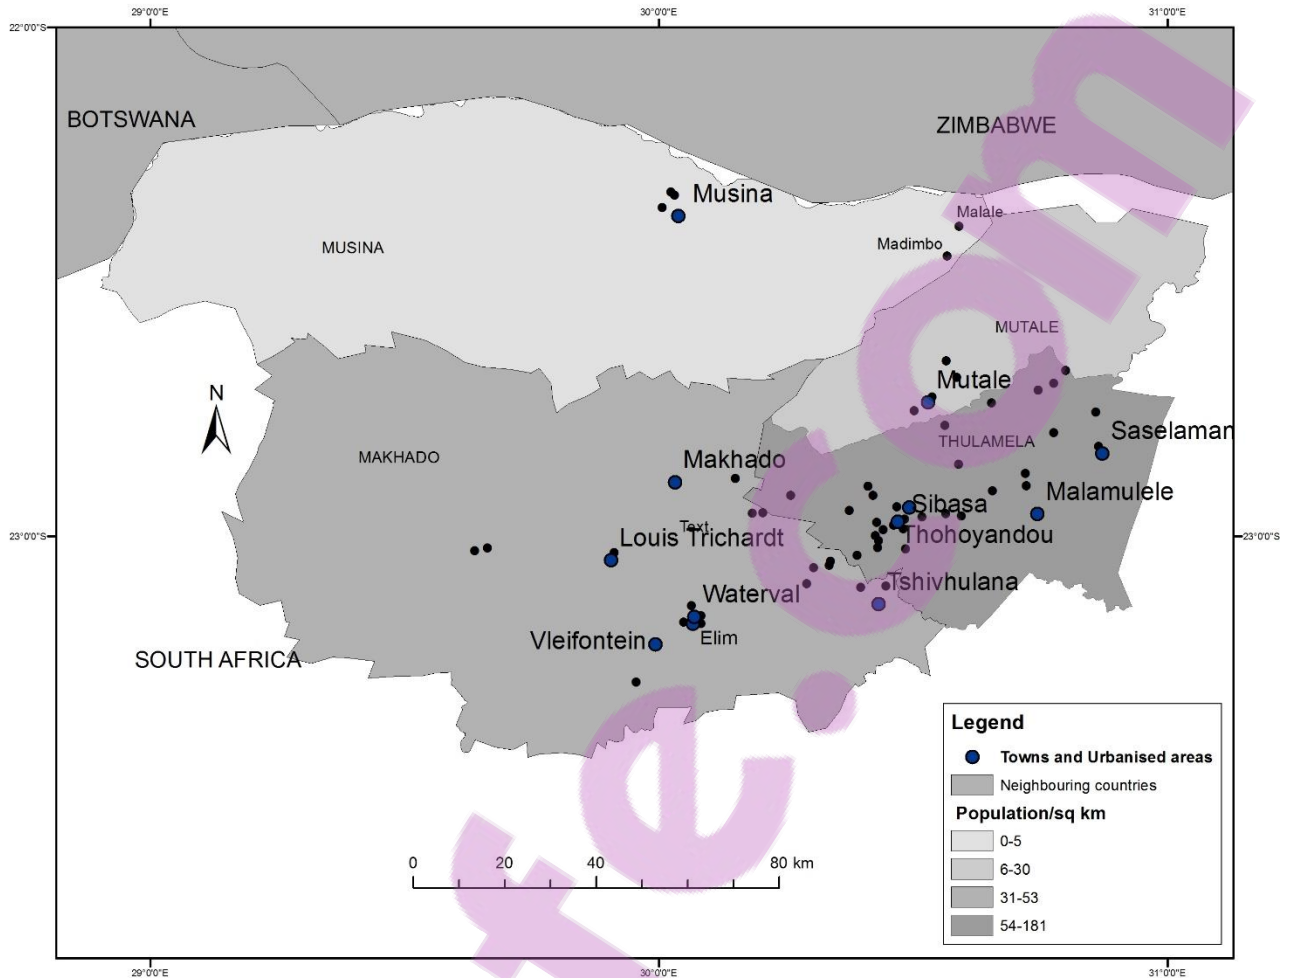 29°0'0"E
30°0'0"E
31°0'0"E
22°0'0"S
BOTSWANA
ZIMBABWE
Musina
Malale
MUSINA
Madimbo
MUTALE
N
Mutale
Saselaman
THULAMELA
MAKHADO
Makhado
Malamulele
Sibasa
Text
23°0'0"S
Louis Trichardt
Thohoyandou
23°0'0"S
Tshivhulana
Waterval
Vleifontein
Elim
SOUTH AFRICA
Legend
Towns and Urbanised areas
Neighbouring countries
Population/sq km
0-5
6-30
31-53
54-181
0 20 40 80 km
29°0'0"E
30°0'0"E
31°0'0"E
fe.com